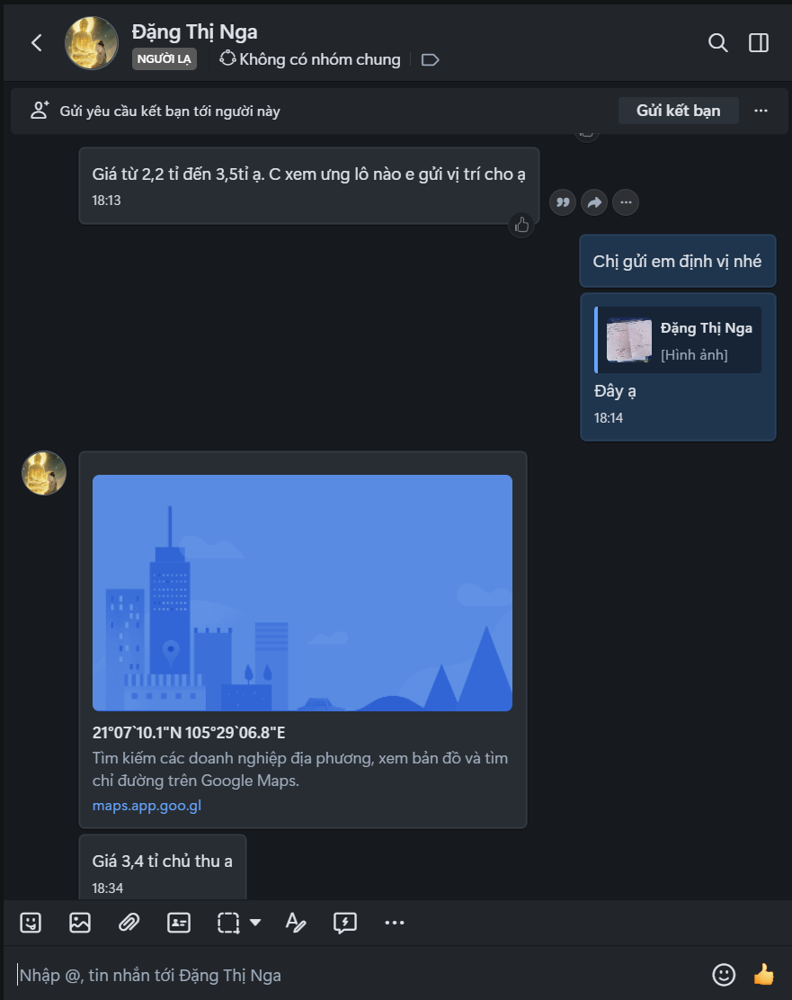 Đặng Thị Nga
NGƯỜI LẠ
Không có nhóm chung
Gửi yêu cầu kết bạn tới người này
Gửi kết bạn
Giá từ 2,2 tỉ đến 3,5tỉ ạ. C xem ưng lô nào e gửi vị trí cho ạ
18:13
Chị gửi em định vị nhé
Đặng Thị Nga
[Hình ảnh]
Đây ạ
18:14
21°07`10.1"N 105°29`06.8"E
Tìm kiếm các doanh nghiệp địa phương, xem bản đồ và tìm
chỉ đường trên Google Maps.
maps.app.goo.gl
Giá 3,4 tỉ chủ thu a
18:34
Nhập @, tin nhắn tới Đặng Thị Nga